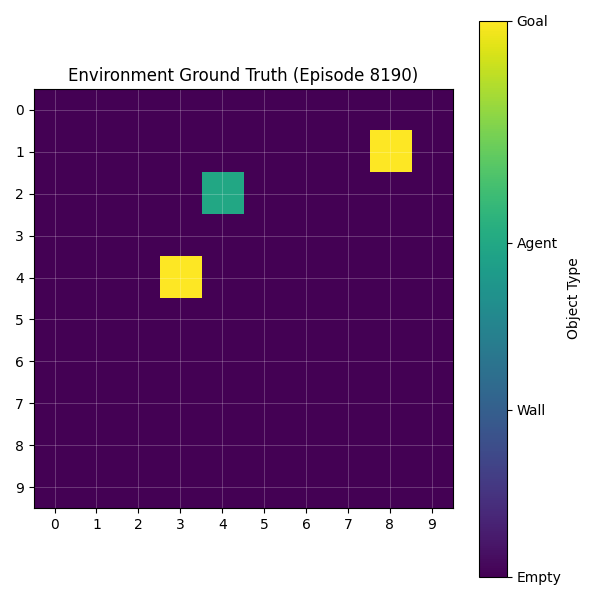 Environment Ground Truth (Episode 8190)
Goal
Agent
Wall
Empty
Object Type
0
1
2
3
4
5
6
7
8
9
0 1 2 3 4 5 6 7 8 9